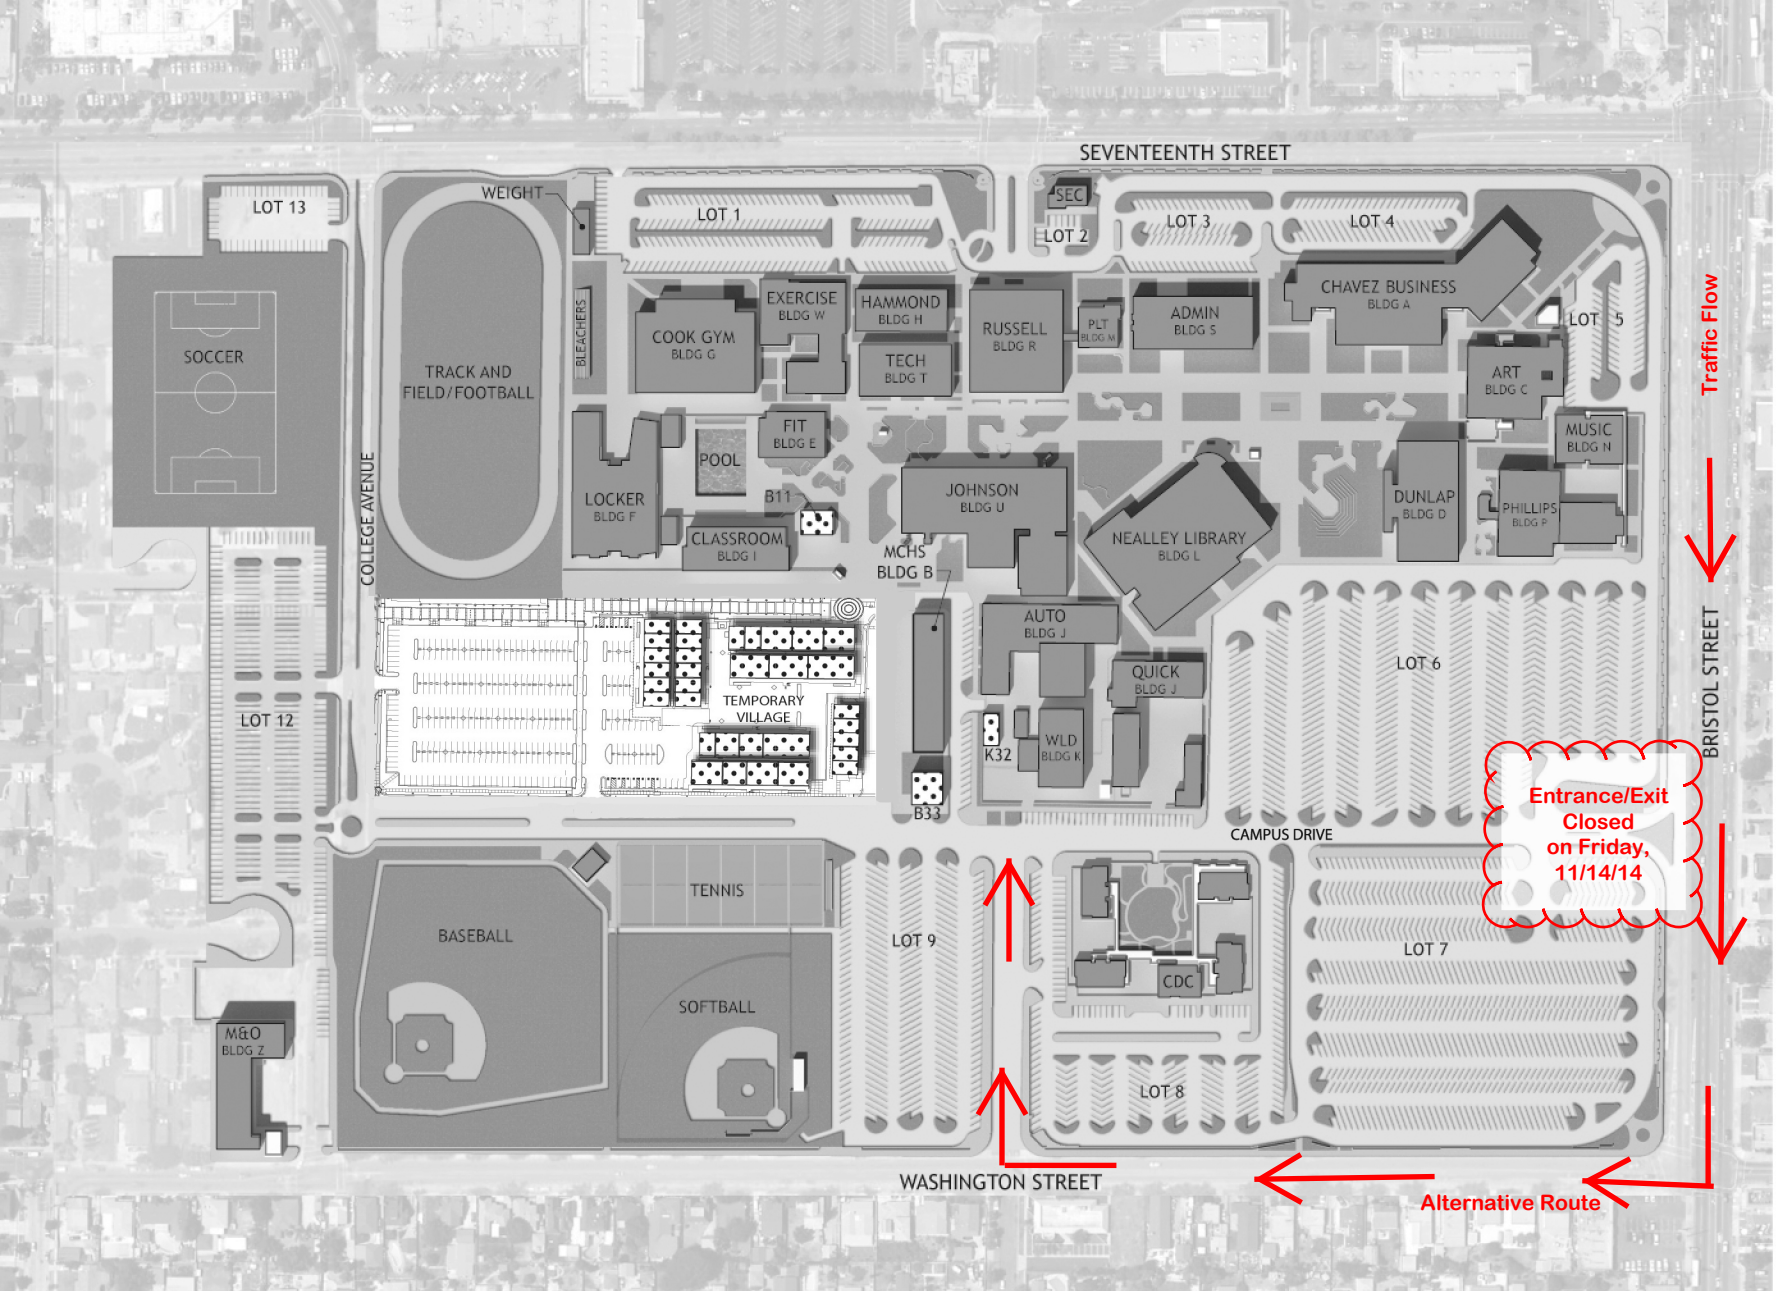 SEVENTEENTH STREET
WEIGHT
LOT 13
LOT 1
SEC
LOT 2
LOT 3
LOT 4
LOT 5
BLEACHERS
COOK GYM
BLDG G
EXERCISE
BLDG W
HAMMOND
BLDG H
TECH
BLDG T
RUSSELL
BLDG R
PLT
BLDG M
ADMIN
BLDG S
CHAVEZ BUSINESS
BLDG A
ART
BLDG C
MUSIC
BLDG N
Traffic Flow
SOCCER
TRACK AND
FIELD/FOOTBALL
COLLEGE AVENUE
LOCKER
BLDG F
POOL
FIT
BLDG E
B11
CLASSROOM
BLDG I
JOHNSON
BLDG U
MCHS
BLDG B
NEALLEY LIBRARY
BLDG L
DUNLAP
BLDG D
PHILLIPS
BLDG P
AUTO
BLDG J
QUICK
BLDG J
LOT 6
BRISTOL STREET
LOT 12
TEMPORARY
VILLAGE
K32
WLD
BLDG K
B33
CAMPUS DRIVE
Entrance/Exit
Closed
on Friday,
11/14/14
TENNIS
BASEBALL
SOFTBALL
LOT 9
CDC
LOT 7
LOT 8
M&O
BLDG Z
WASHINGTON STREET
Alternative Route